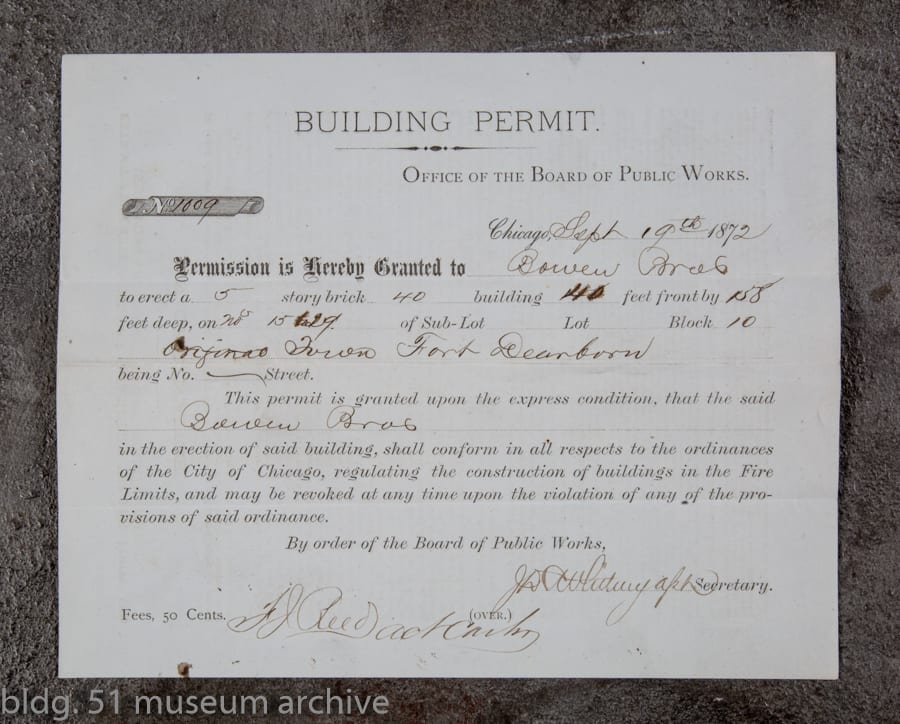 BUILDING PERMIT.
OFFICE OF THE BOARD OF PUBLIC WORKS.
No 1009
Chicago, Sept 19th 1872
Permission is Hereby Granted to Bowen Bros
to erect a 5 story brick 40 building feet front by 158
feet deep, on Nos 15 of Sub-Lot Lot Block 10
Original Town Fort Dearborn
being No. Street.
This permit is granted upon the express condition, that the said
Bowen Bros
in the erection of said building, shall conform in all respects to the ordinances
of the City of Chicago, regulating the construction of buildings in the Fire
Limits, and may be revoked at any time upon the violation of any of the pro-
visions of said ordinance.
By order of the Board of Public Works,
Secretary.
Fees, 50 Cents. Reed act (OVER.)
bldg. 51 museum archive